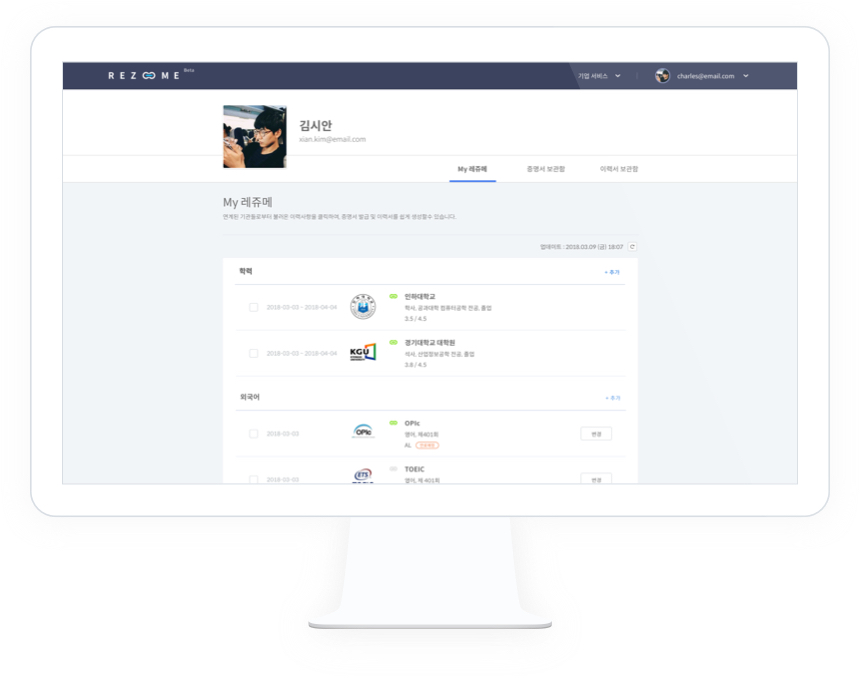 REZOOME Beta
기업 서비스
charles@email.com
김시안
xian.kim@email.com
My 레쥬메
증명서 보관함
이력서 보관함
My 레쥬메
연계된 기관들로부터 불러온 이력사항을 클릭하여, 증명서 발급 및 이력서를 쉽게 생성할수 있습니다.
업데이트 : 2018.03.09 (금) 18:07
학력
+ 추가
2018-03-03 ~ 2018-04-04
인하대학교
학사, 공과대학 컴퓨터공학 전공, 졸업
3.5 / 4.5
2018-03-03 ~ 2018-04-04
KGU
경기대학교 대학원
석사, 산업정보공학 전공, 졸업
3.8 / 4.5
외국어
+ 추가
2018-03-03
OPIc
OPIc
영어, 제401회
AL
변경
2018-03-03
ETS
TOEIC
영어, 제 401회
변경